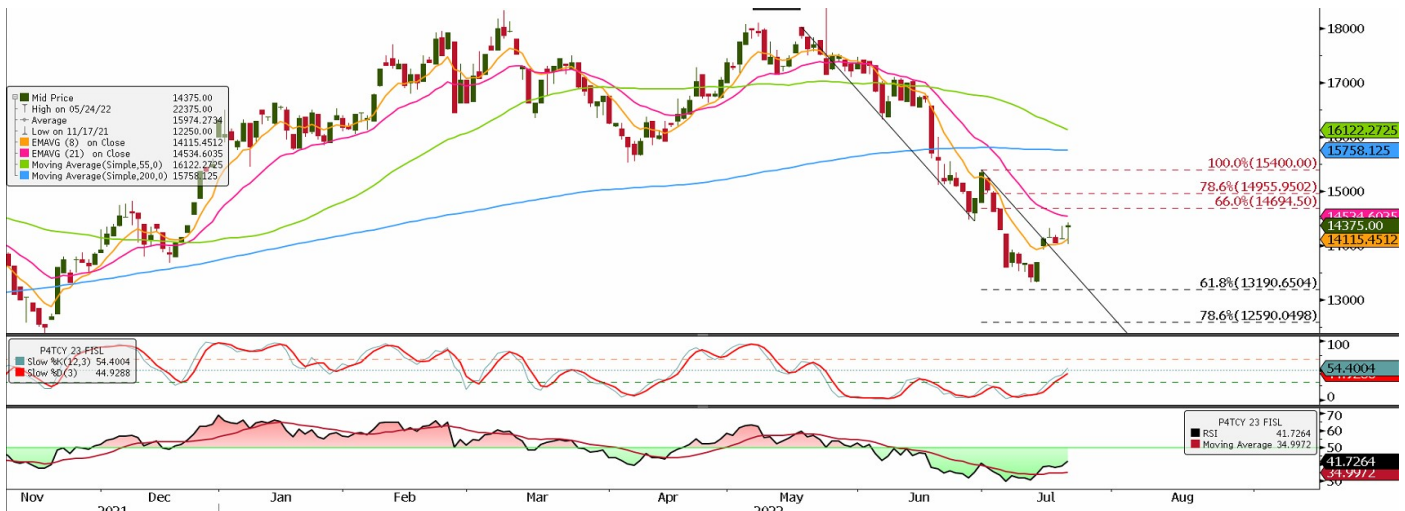 18000
17000
16000
15000
13000
Mid Price 14375.00
High on 05/24/22 22375.00
Average 15974.2734
Low on 11/17/21 12250.00
EMAVG (8) on Close 14115.4512
EMAVG (21) on Close 14534.6035
Moving Average(Simple,55,0) 16122.2725
Moving Average(Simple,200,0) 15758.125
16122.2725
15758.125
100.0%(15400.00)
78.6%(14955.9502)
66.0%(14694.50)
14375.00
14115.4512
61.8%(13190.6504)
78.6%(12590.0498)
P4TCY 23 FISL
Slow %K(12,3) 54.4004
Slow %D(3) 44.9288
100
54.4004
0
P4TCY 23 FISL
RSI 41.7264
Moving Average 34.9972
70
60
50
41.7264
34.9972
30
Nov Dec Jan Feb Mar Apr May Jun Jul Aug
2021 2022